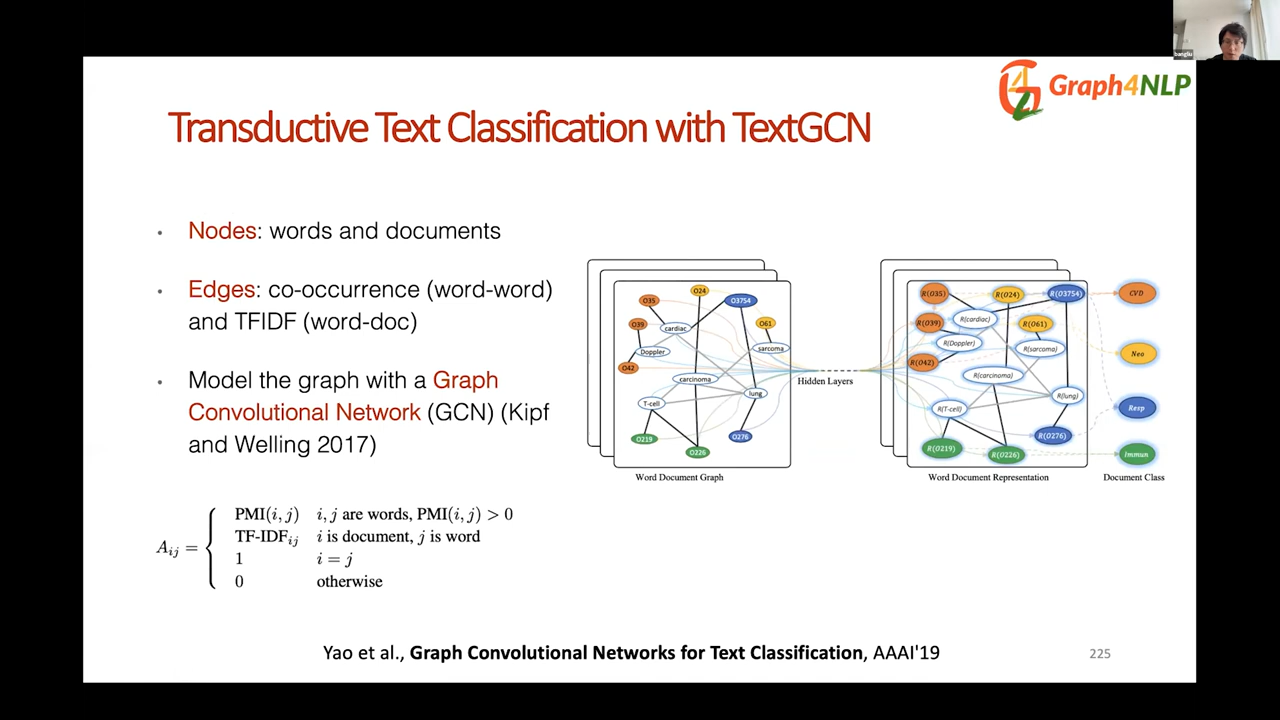 bangliu
Graph4NLP
Transductive Text Classification with TextGCN
• Nodes: words and documents
• Edges: co-occurrence (word-word)
and TFIDF (word-doc)
• Model the graph with a Graph
Convolutional Network (GCN) (Kipf
and Welling 2017)
A_{ij} = {
PMI(i, j) i, j are words, PMI(i, j) > 0
TF-IDF_{ij} i is document, j is word
1 i = j
0 otherwise
O24
O35
O3754
O39
cardiac
O61
Doppler
sarcoma
O42
carcinoma
lung
T-cell
O219
O276
O226
Word Document Graph
Hidden Layers
R(O35)
R(O24)
R(O3754)
R(O39)
R(cardiac)
R(O61)
R(Doppler)
R(sarcoma)
R(O42)
R(carcinoma)
R(lung)
R(T-cell)
R(O276)
R(O219)
R(O226)
Word Document Representation
CVD
Neo
Resp
Immun
Document Class
Yao et al., Graph Convolutional Networks for Text Classification, AAAI'19
225